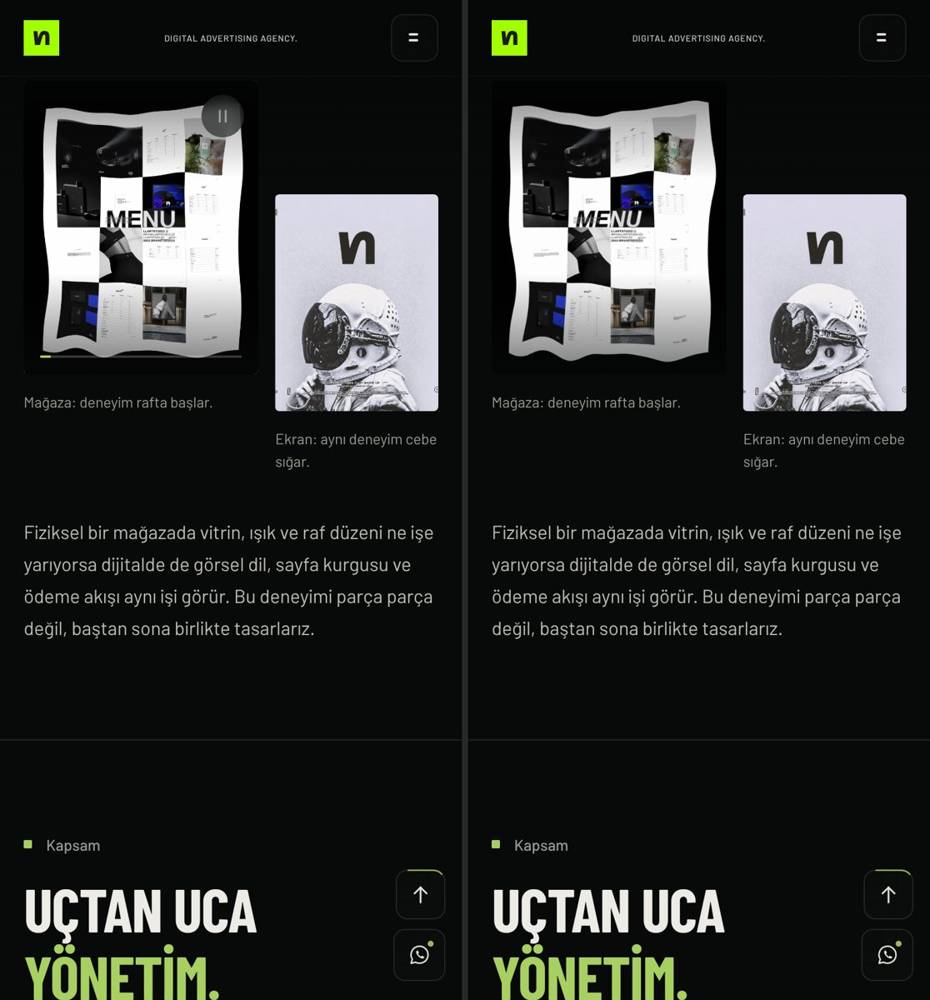 n
DIGITAL ADVERTISING AGENCY.
MENU
n
Mağaza: deneyim rafta başlar.
Ekran: aynı deneyim cebe
sığar.
Fiziksel bir mağazada vitrin, ışık ve raf düzeni ne işe
yarıyorsa dijitalde de görsel dil, sayfa kurgusu ve
ödeme akışı aynı işi görür. Bu deneyimi parça parça
değil, baştan sona birlikte tasarlarız.
Kapsam
UÇTAN UCA
YÖNETİM.
n
DIGITAL ADVERTISING AGENCY.
MENU
n
Mağaza: deneyim rafta başlar.
Ekran: aynı deneyim cebe
sığar.
Fiziksel bir mağazada vitrin, ışık ve raf düzeni ne işe
yarıyorsa dijitalde de görsel dil, sayfa kurgusu ve
ödeme akışı aynı işi görür. Bu deneyimi parça parça
değil, baştan sona birlikte tasarlarız.
Kapsam
UÇTAN UCA
YÖNETİM.